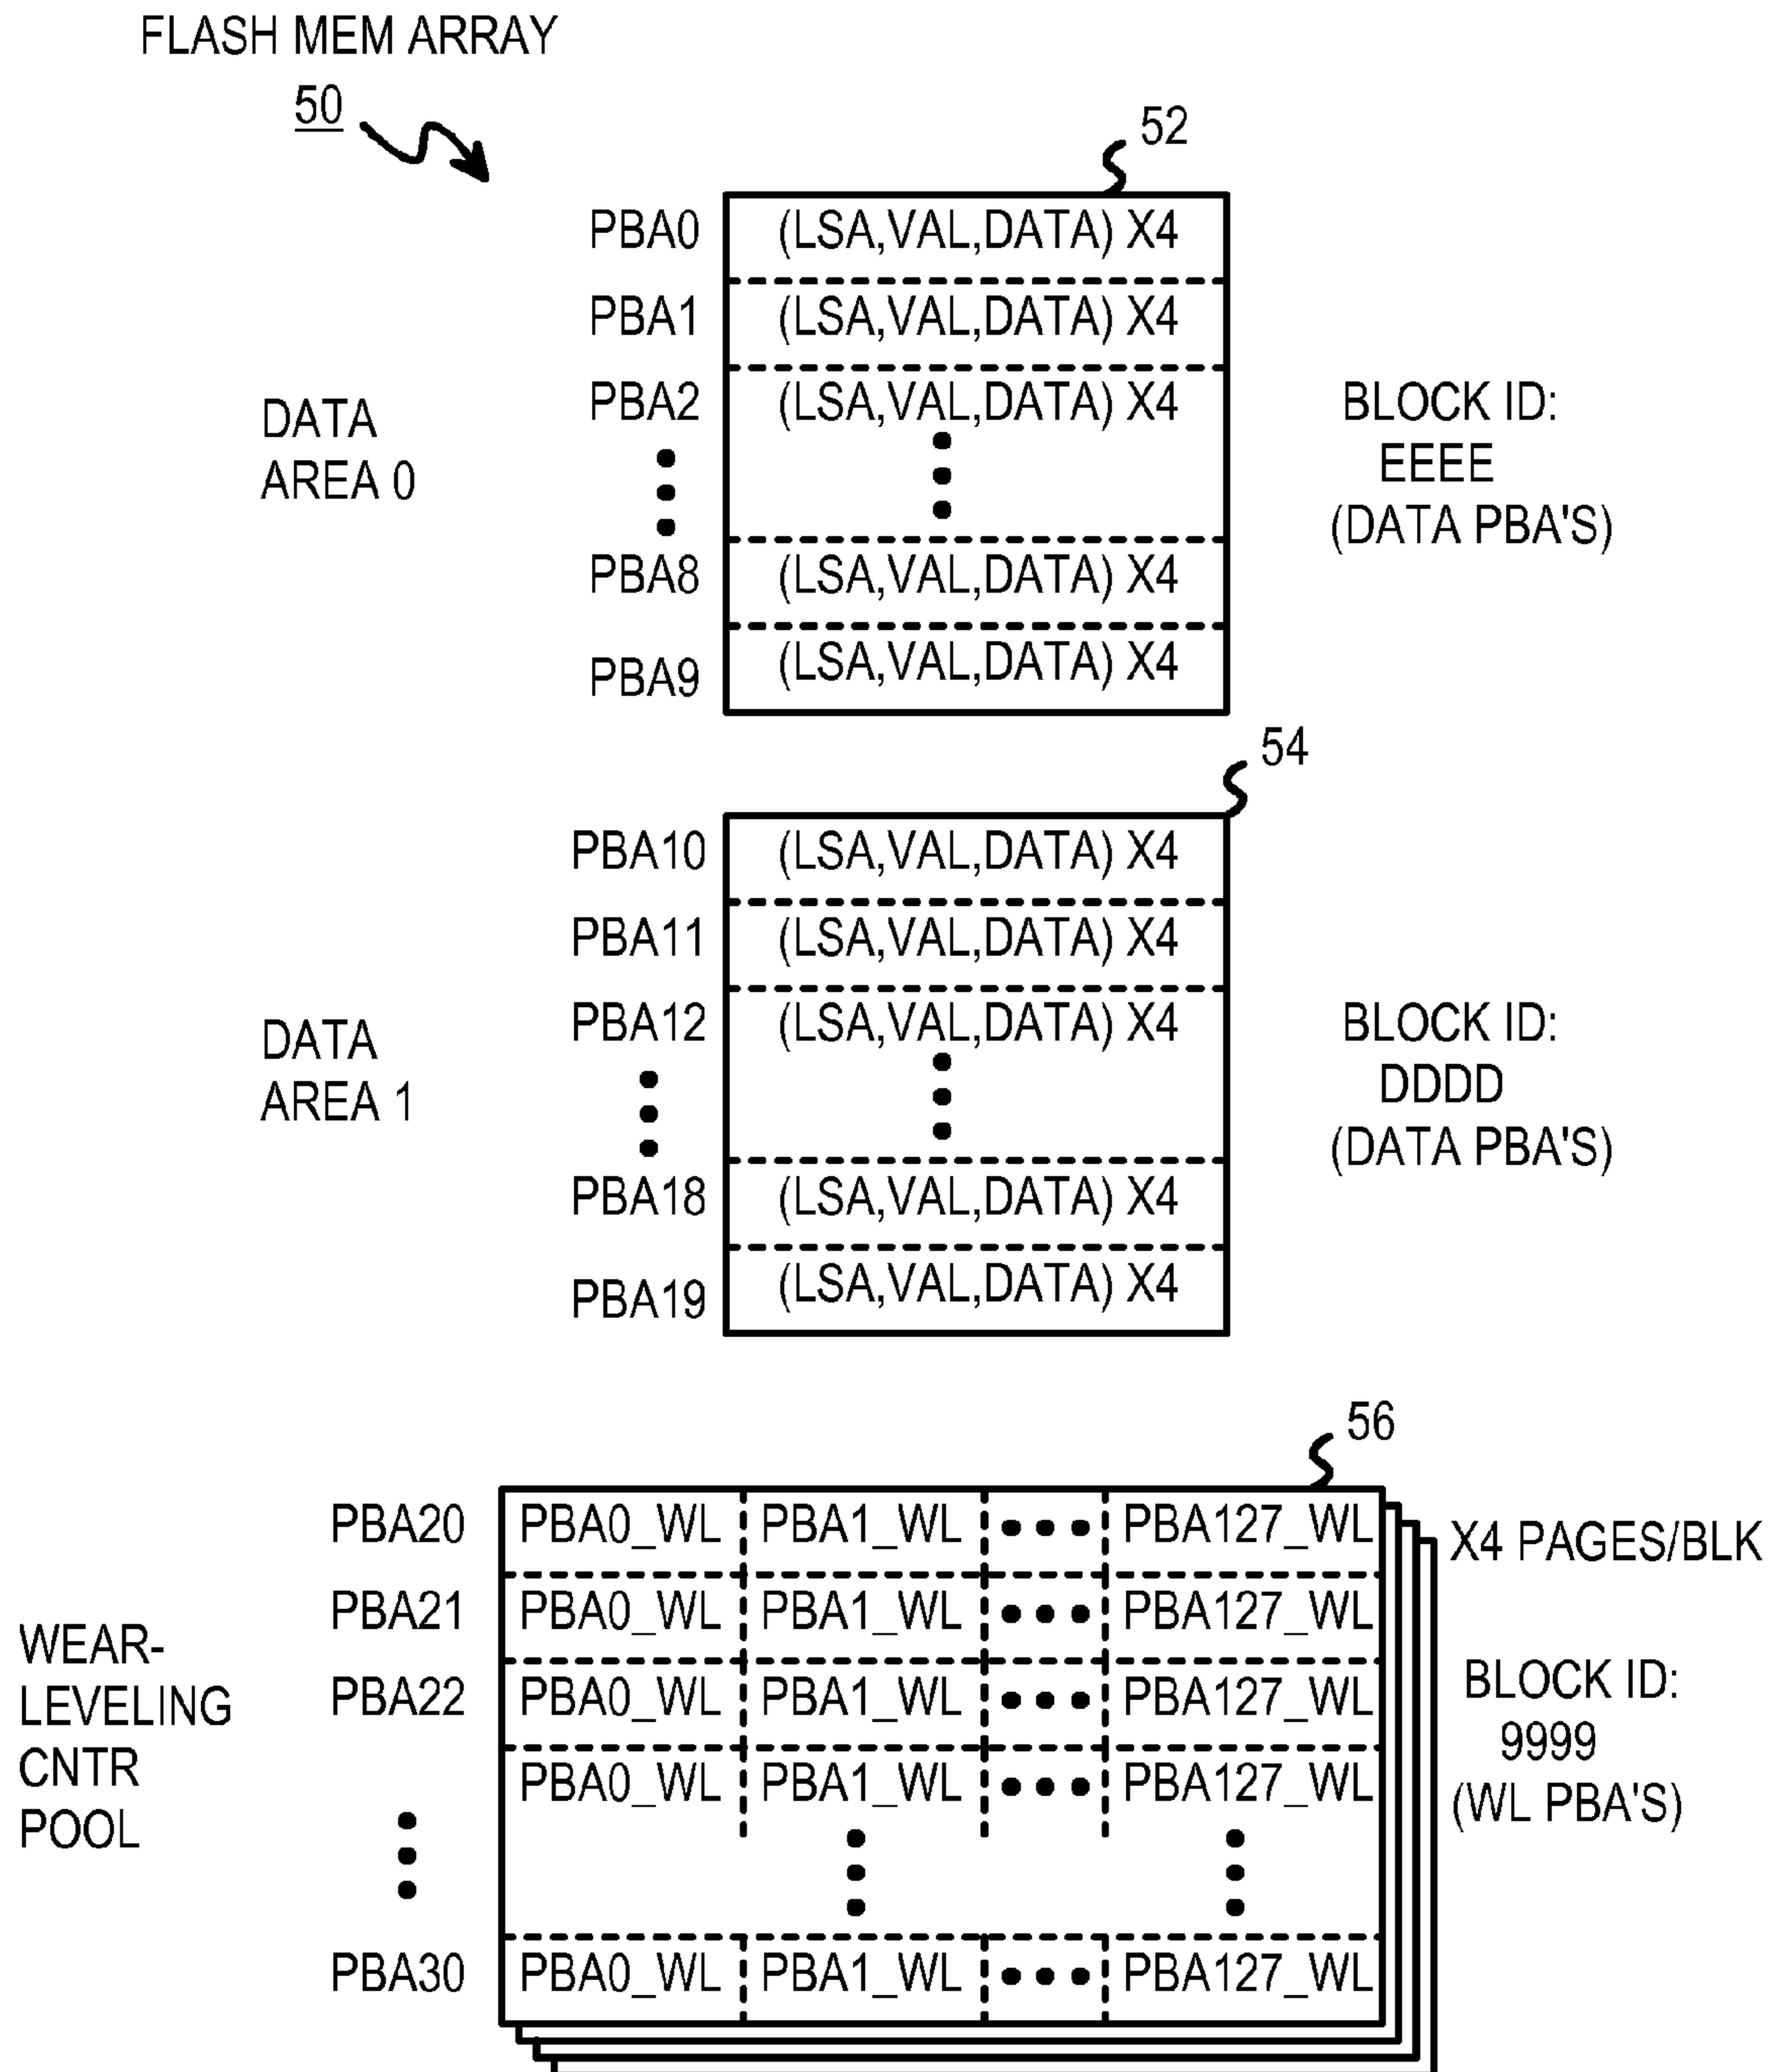 FLASH MEM ARRAY
50
52
PBA0 (LSA,VAL,DATA) X4
PBA1 (LSA,VAL,DATA) X4
PBA2 (LSA,VAL,DATA) X4
PBA8 (LSA,VAL,DATA) X4
PBA9 (LSA,VAL,DATA) X4
DATA
AREA 0
BLOCK ID:
EEEE
(DATA PBA'S)
54
PBA10 (LSA,VAL,DATA) X4
PBA11 (LSA,VAL,DATA) X4
PBA12 (LSA,VAL,DATA) X4
PBA18 (LSA,VAL,DATA) X4
PBA19 (LSA,VAL,DATA) X4
DATA
AREA 1
BLOCK ID:
DDDD
(DATA PBA'S)
56
PBA20 PBA0_WL PBA1_WL PBA127_WL
PBA21 PBA0_WL PBA1_WL PBA127_WL
PBA22 PBA0_WL PBA1_WL PBA127_WL
PBA0_WL PBA1_WL PBA127_WL
PBA30 PBA0_WL PBA1_WL PBA127_WL
WEAR-
LEVELING
CNTR
POOL
X4 PAGES/BLK
BLOCK ID:
9999
(WL PBA'S)